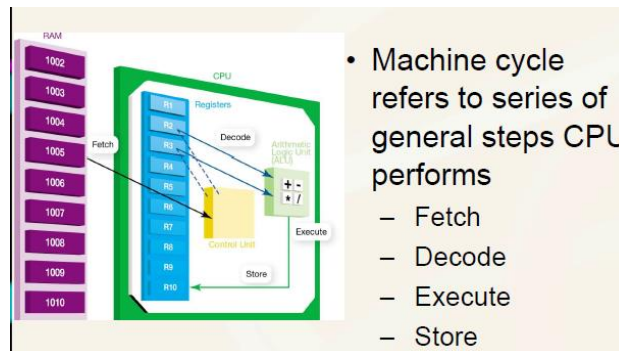 RAM
1002
1003
1004
1005
1006
1007
1008
1009
1010
Fetch
CPU
R1
R2
R3
R4
R5
R6
R7
R8
R9
R10
Registers
Decode
Arithmetic
Logic Unit
(ALU)
+ -
* /
Control Unit
Execute
Store
• Machine cycle
refers to series of
general steps CPU
performs
– Fetch
– Decode
– Execute
– Store